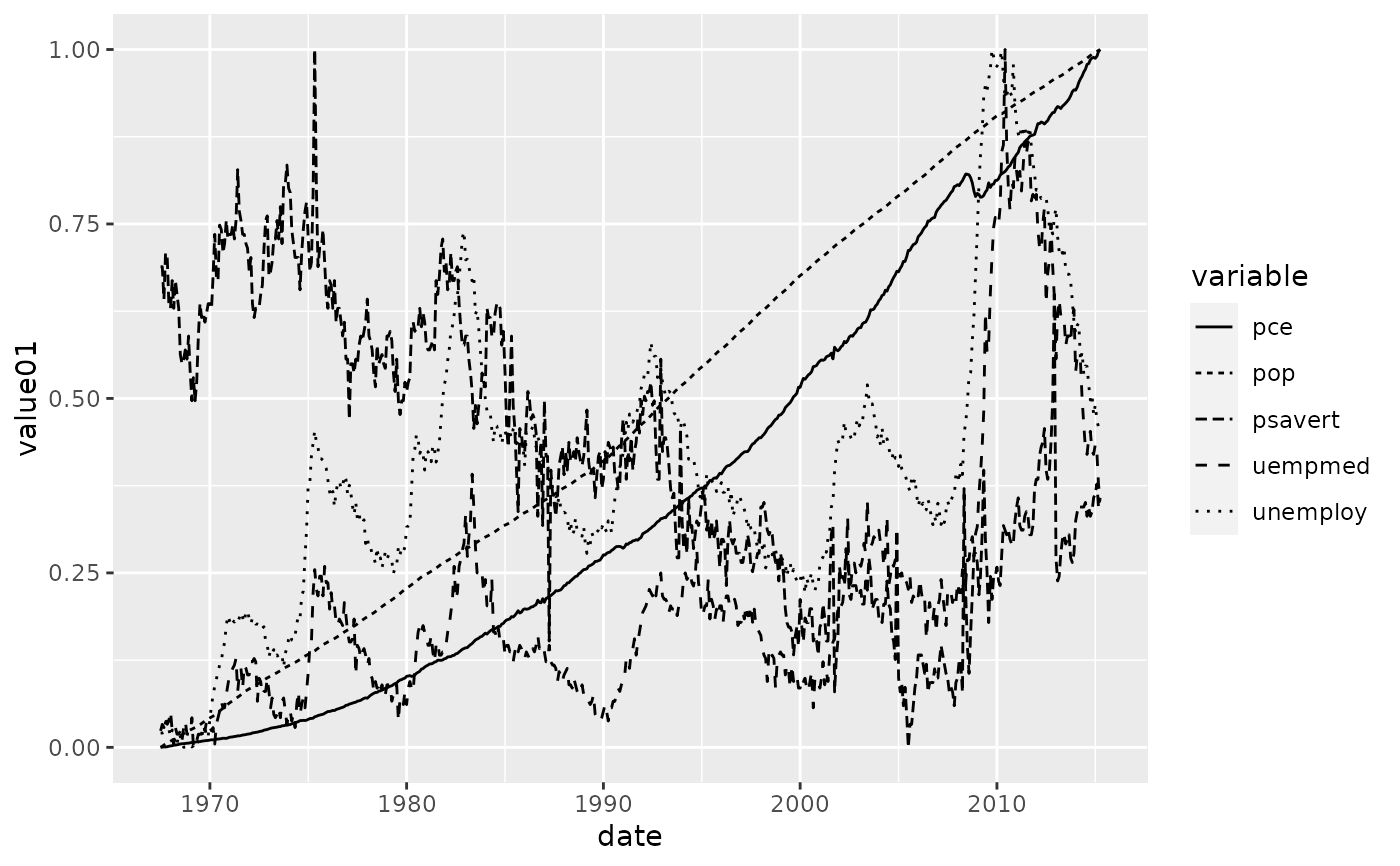 1.00
0.75
0.50
0.25
0.00
value01
1970 1980 1990 2000 2010
date
variable
pce
pop
psavert
uempmed
unemploy